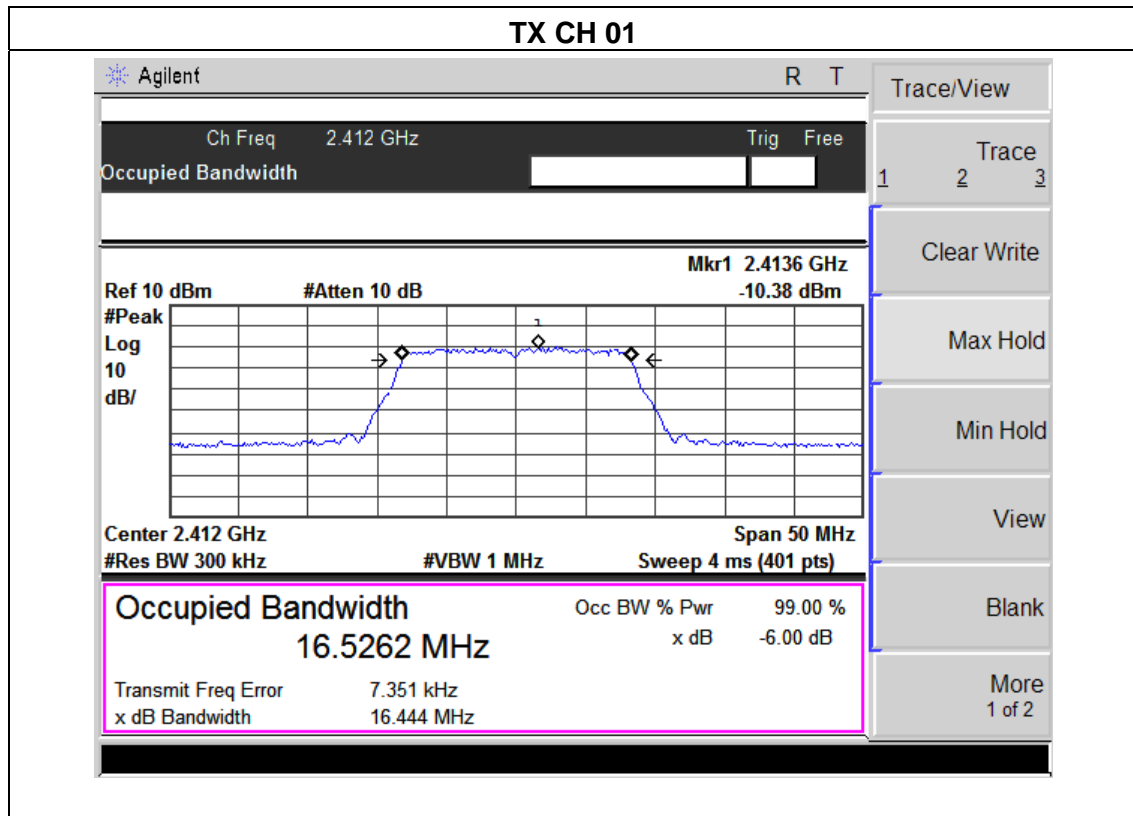 TX CH 01
Agilent R T
Trace/View
Ch Freq 2.412 GHz Trig Free
Occupied Bandwidth
Trace
1 2 3
Clear Write
Mkr1 2.4136 GHz
Ref 10 dBm #Atten 10 dB -10.38 dBm
#Peak
Log
10
dB/
1
Max Hold
Min Hold
View
Center 2.412 GHz Span 50 MHz
#Res BW 300 kHz #VBW 1 MHz Sweep 4 ms (401 pts)
Occupied Bandwidth Occ BW % Pwr 99.00 %
16.5262 MHz x dB -6.00 dB
Blank
Transmit Freq Error 7.351 kHz
x dB Bandwidth 16.444 MHz
More
1 of 2